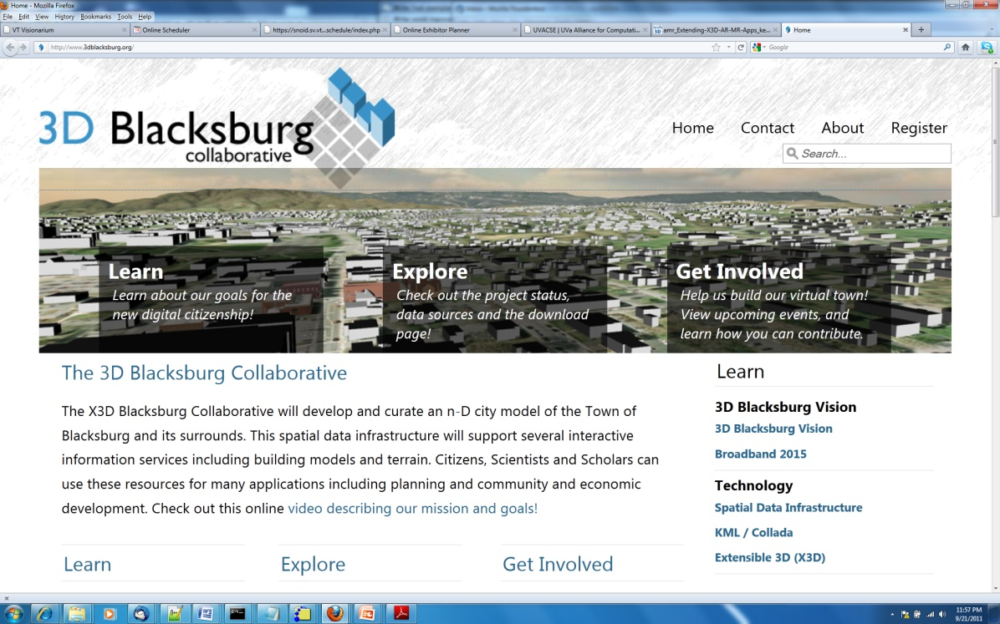 Home - Mozilla Firefox
File Edit View History Bookmarks Tools Help
VT Visionarium
Online Scheduler
https://snoid.sv.vt...schedule/index.php
Online Exhibitor Planner
UVACSE | UVa Alliance for Computati...
amr_Extending-X3D-AR-MR-Apps_ke...
Home
http://www.3dblacksburg.org/
Google
3D Blacksburg
collaborative
Home Contact About Register
Search...
Learn
Learn about our goals for the
new digital citizenship!
Explore
Check out the project status,
data sources and the download
page!
Get Involved
Help us build our virtual town!
View upcoming events, and
learn how you can contribute.
The 3D Blacksburg Collaborative
The X3D Blacksburg Collaborative will develop and curate an n-D city model of the Town of
Blacksburg and its surrounds. This spatial data infrastructure will support several interactive
information services including building models and terrain. Citizens, Scientists and Scholars can
use these resources for many applications including planning and community and economic
development. Check out this online video describing our mission and goals!
Learn
Explore
Get Involved
Learn
3D Blacksburg Vision
3D Blacksburg Vision
Broadband 2015
Technology
Spatial Data Infrastructure
KML / Collada
Extensible 3D (X3D)
11:57 PM
9/21/2011